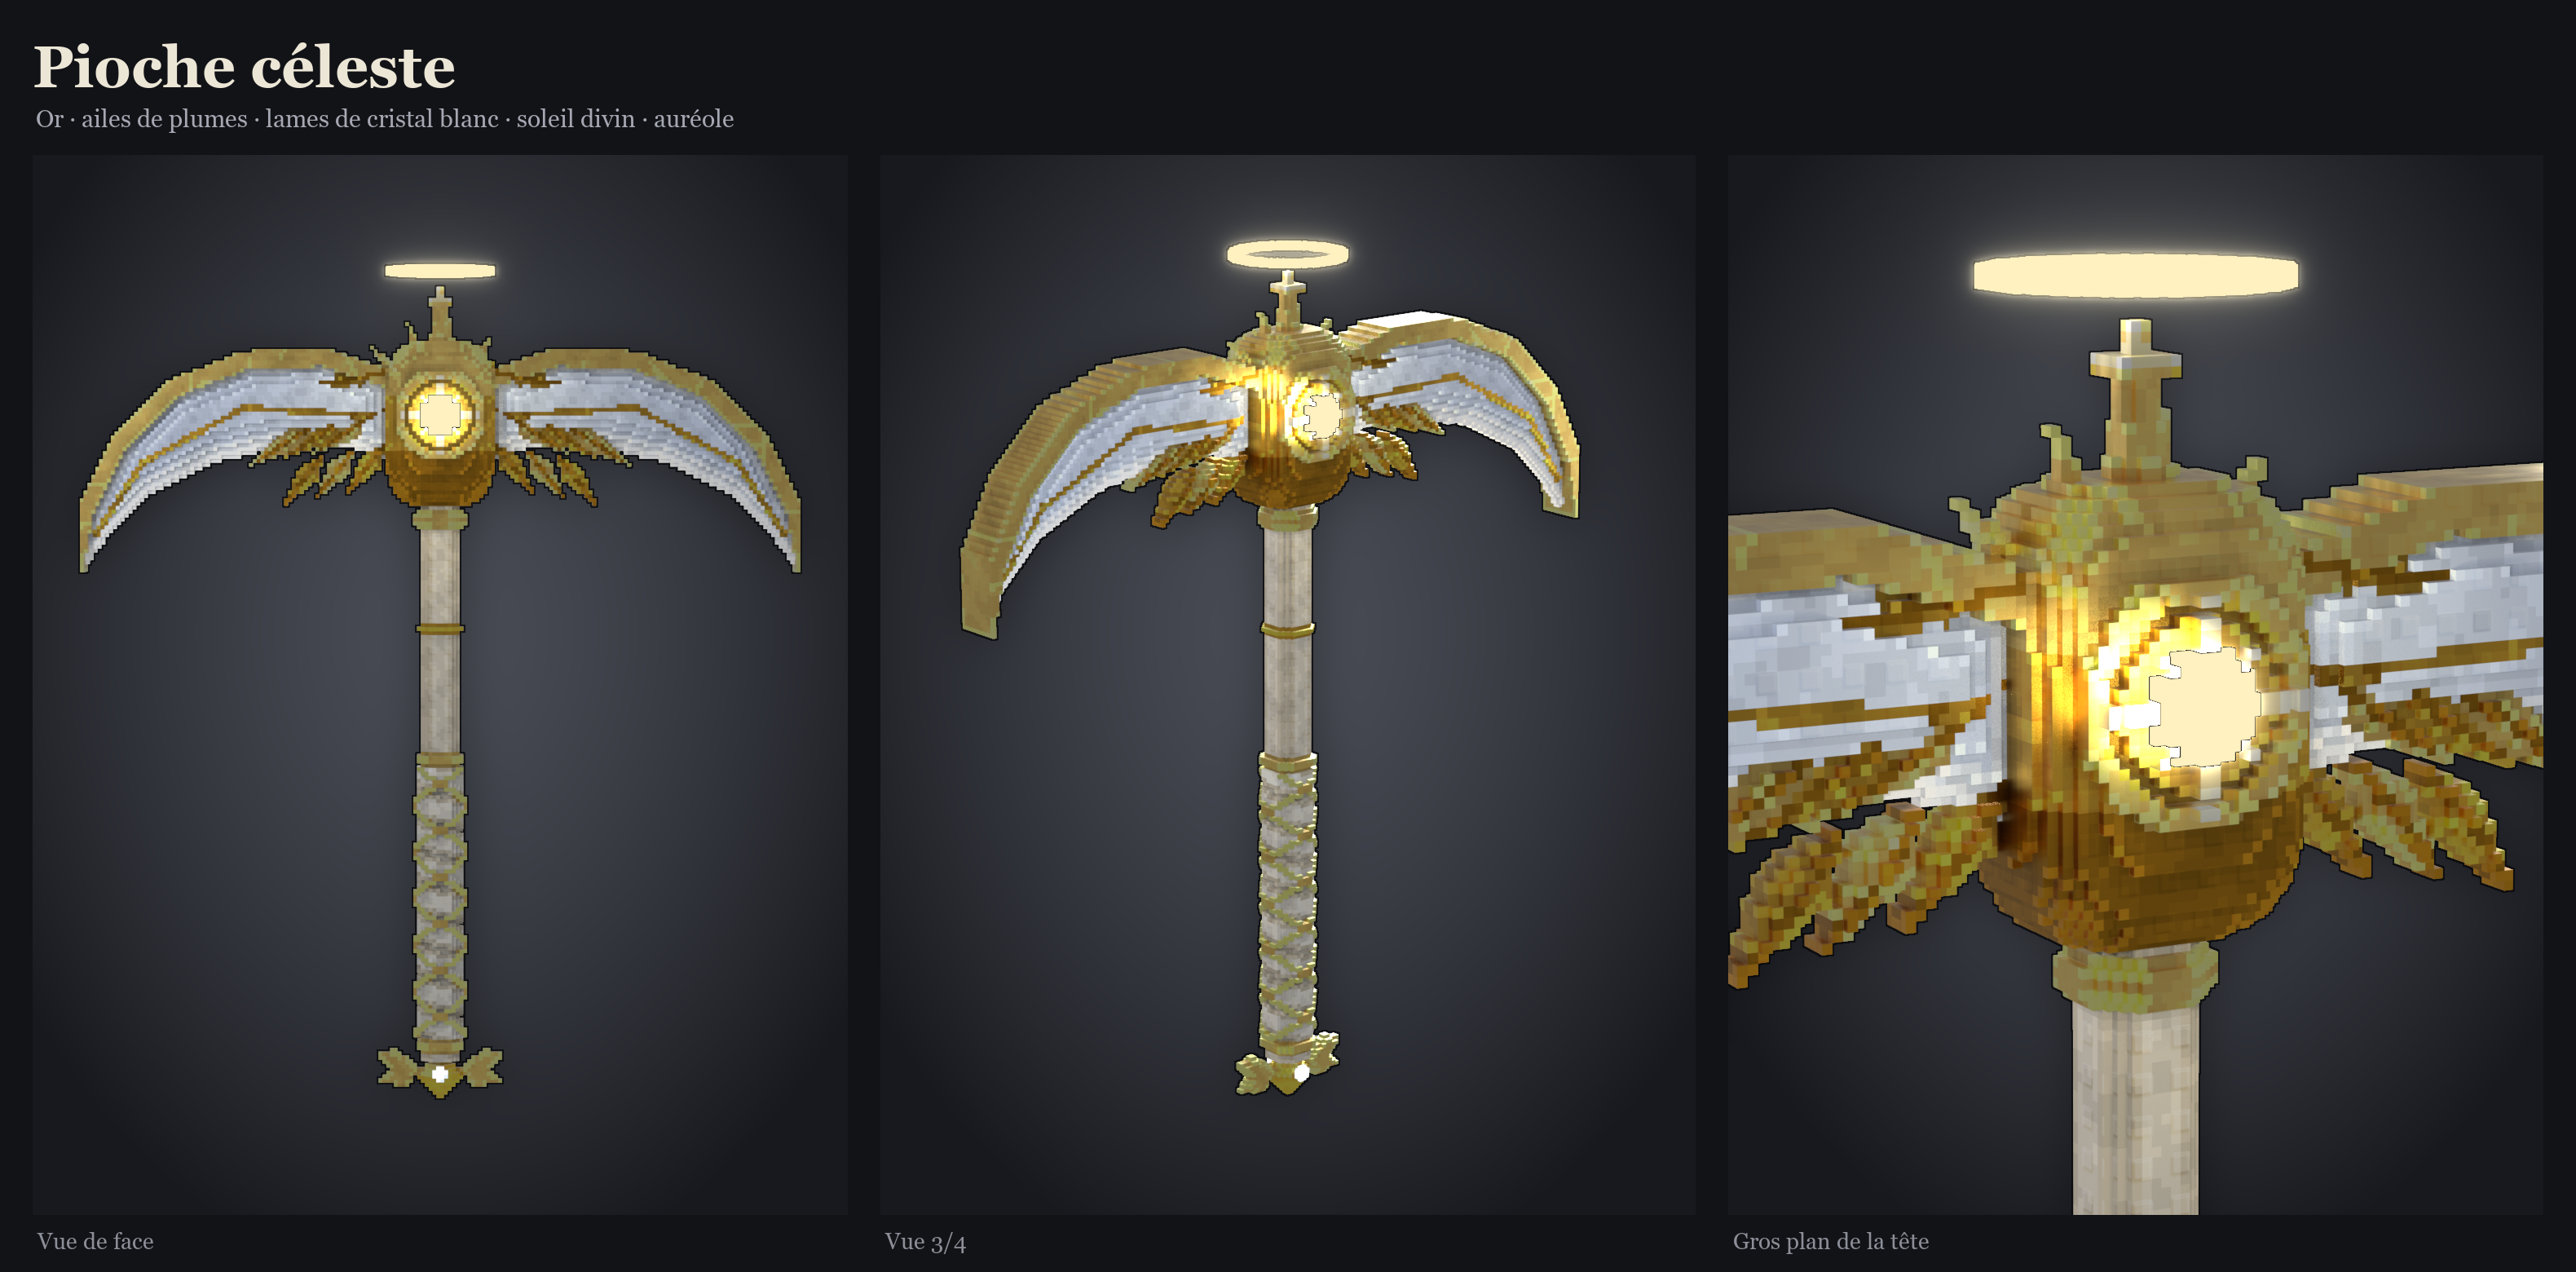 Pioche céleste
Or · ailes de plumes · lames de cristal blanc · soleil divin · auréole
Vue de face
Vue 3/4
Gros plan de la tête